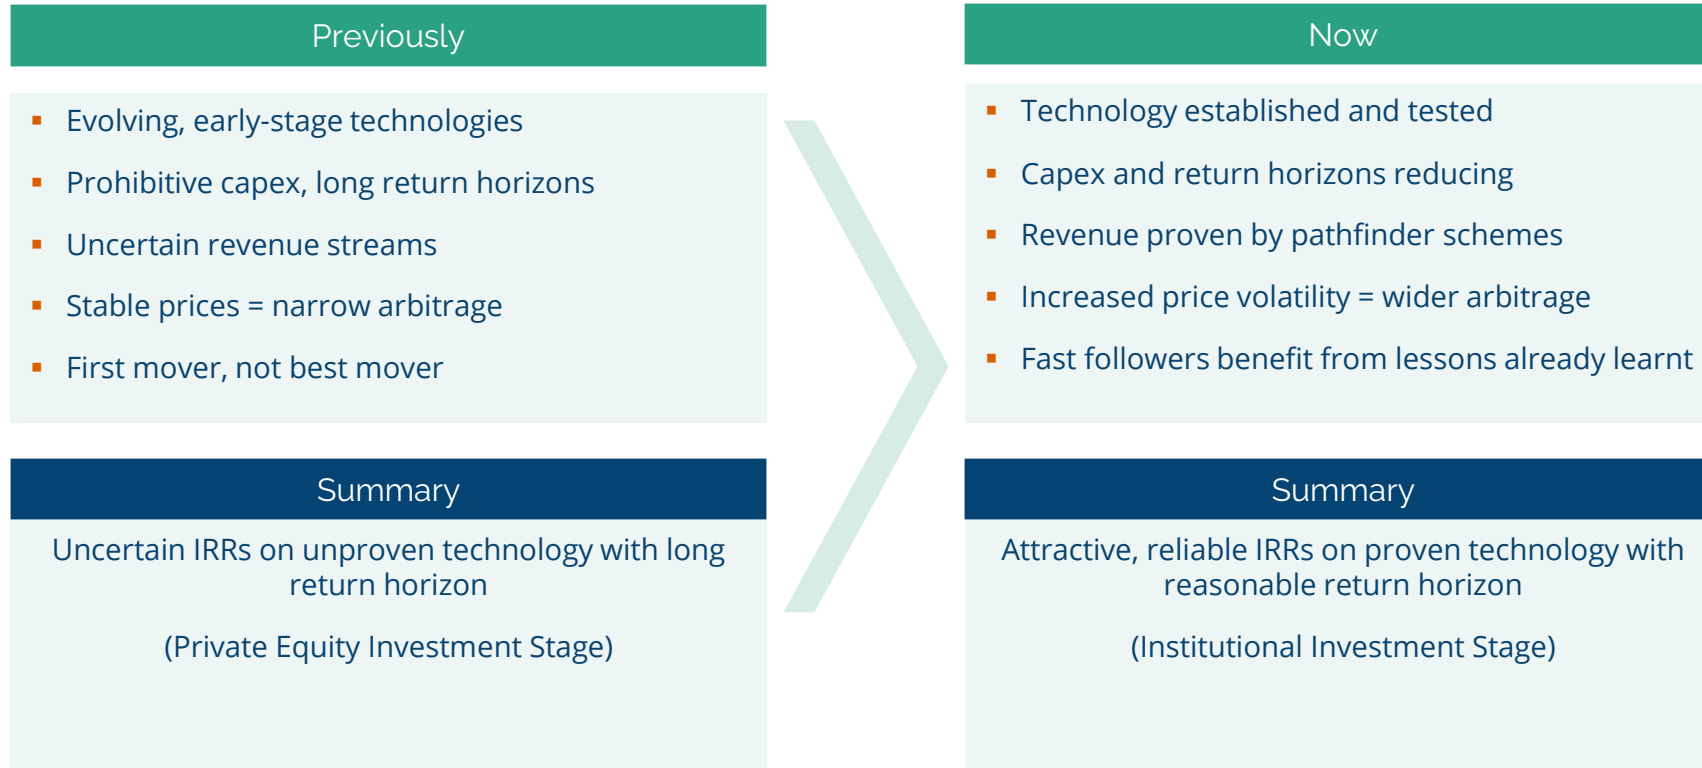 Previously
▪ Evolving, early-stage technologies
▪ Prohibitive capex, long return horizons
▪ Uncertain revenue streams
▪ Stable prices = narrow arbitrage
▪ First mover, not best mover
Summary
Uncertain IRRs on unproven technology with long
return horizon
(Private Equity Investment Stage)
Now
▪ Technology established and tested
▪ Capex and return horizons reducing
▪ Revenue proven by pathfinder schemes
▪ Increased price volatility = wider arbitrage
▪ Fast followers benefit from lessons already learnt
Summary
Attractive, reliable IRRs on proven technology with
reasonable return horizon
(Institutional Investment Stage)